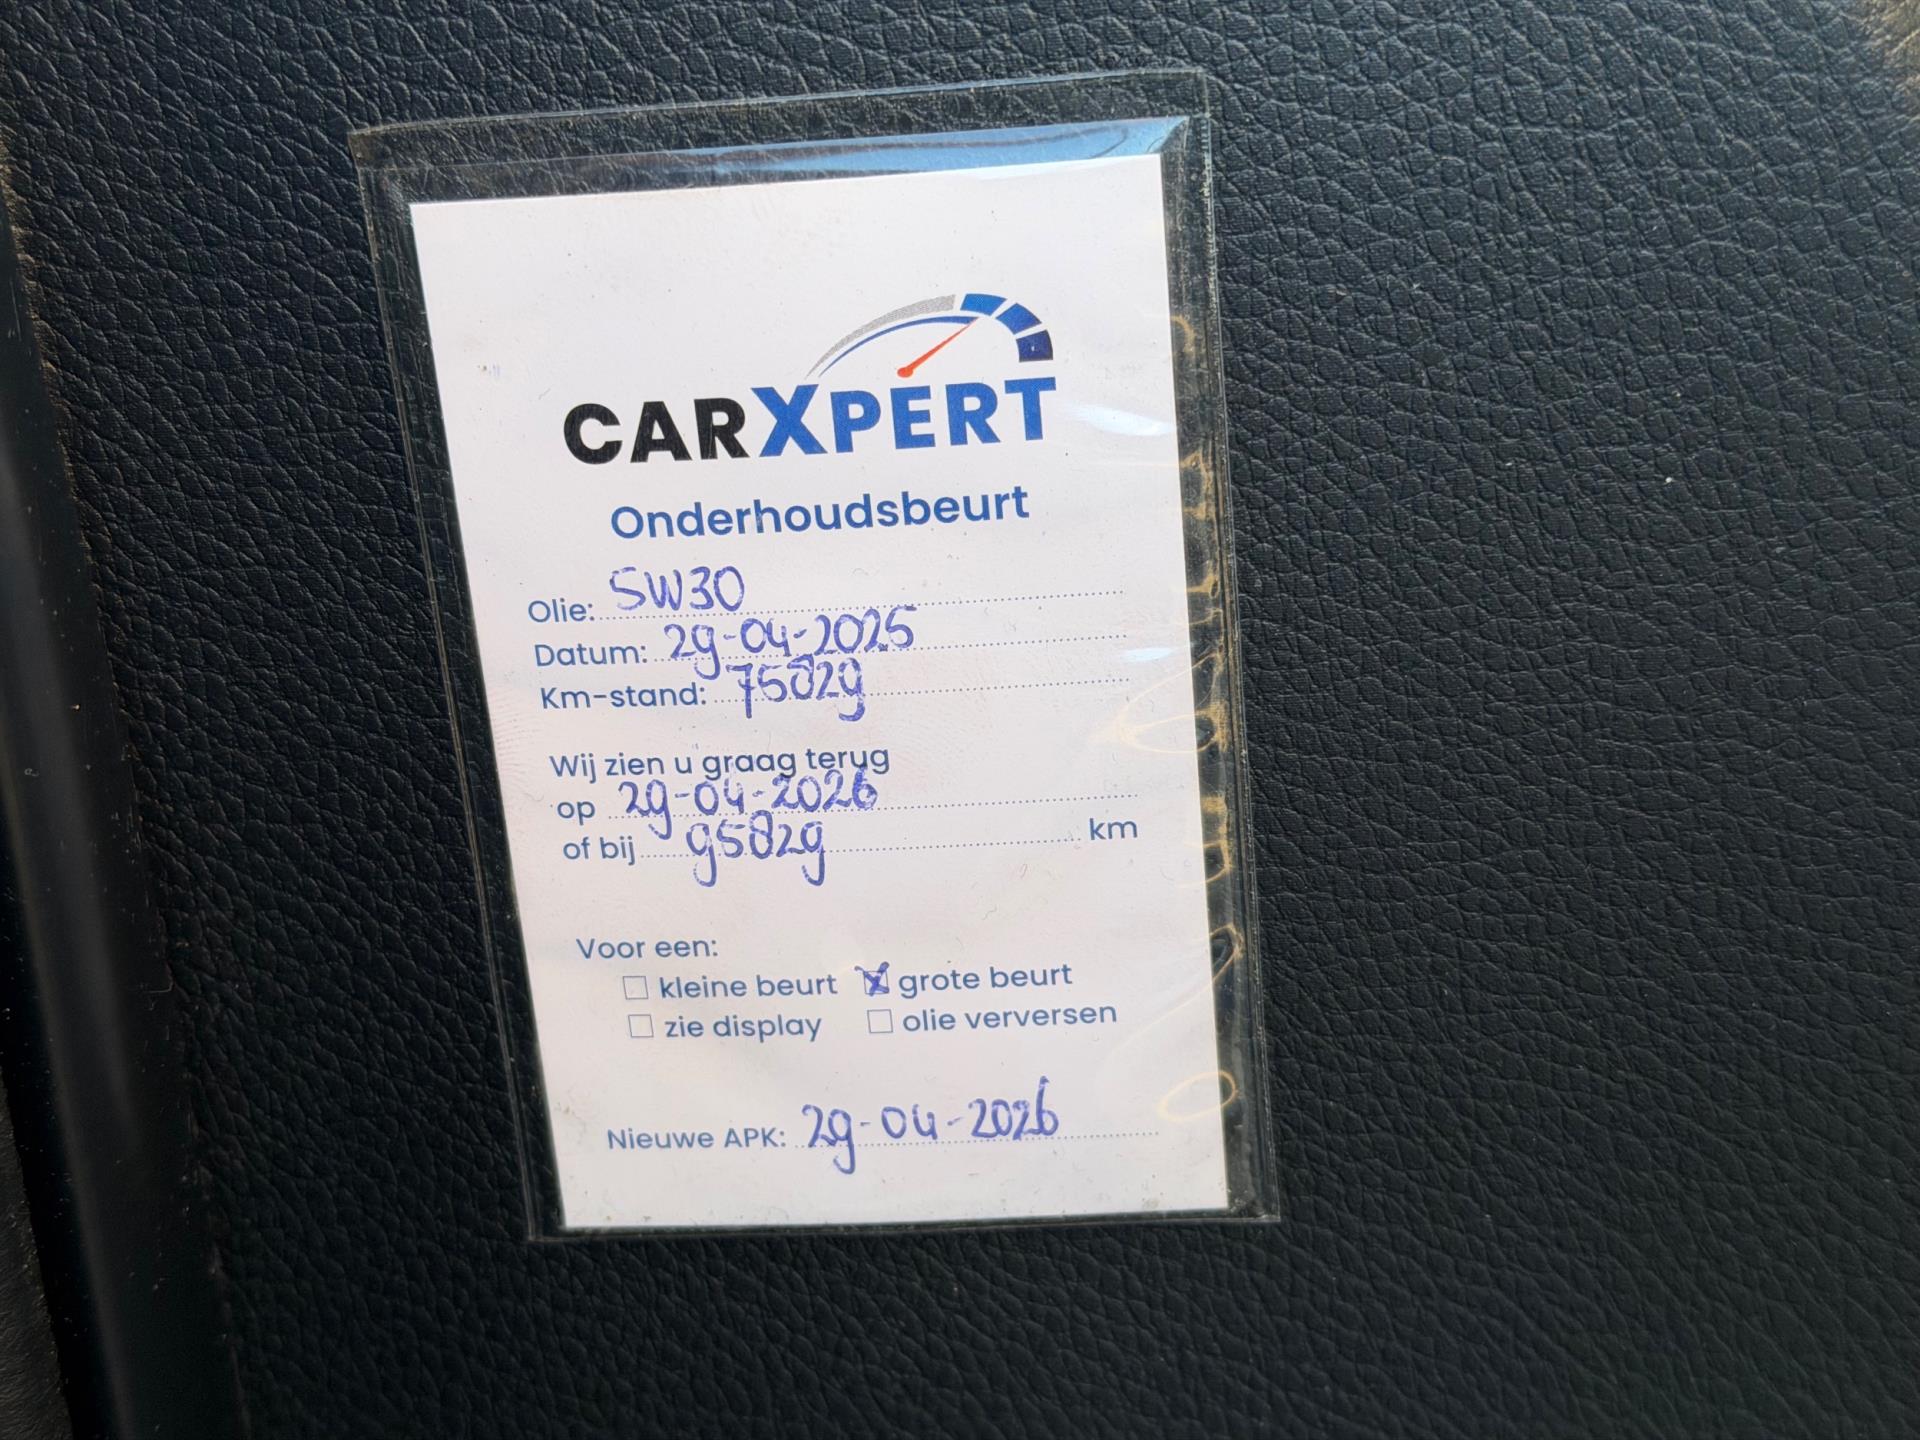 CARXPERT
Onderhoudsbeurt
Olie: 5W30
Datum: 29-04-2025
Km-stand: 75829
Wij zien u graag terug
op 29-04-2026
of bij 95829 km
Voor een:
kleine beurt X grote beurt
zie display olie verversen
Nieuwe APK: 29-04-2026